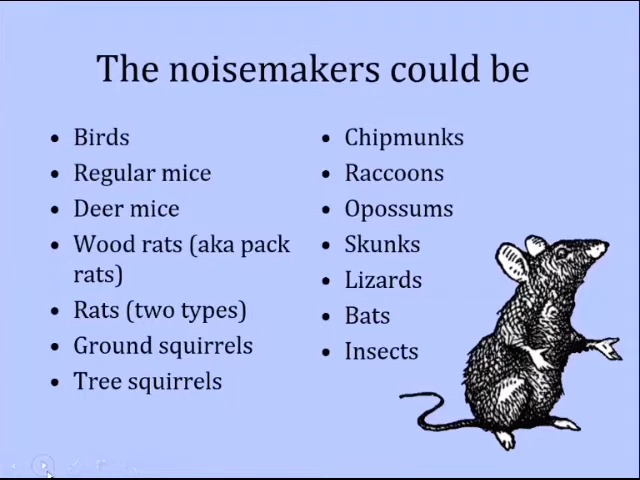 The noisemakers could be
• Birds
• Regular mice
• Deer mice
• Wood rats (aka pack
rats)
• Rats (two types)
• Ground squirrels
• Tree squirrels
• Chipmunks
• Raccoons
• Opossums
• Skunks
• Lizards
• Bats
• Insects